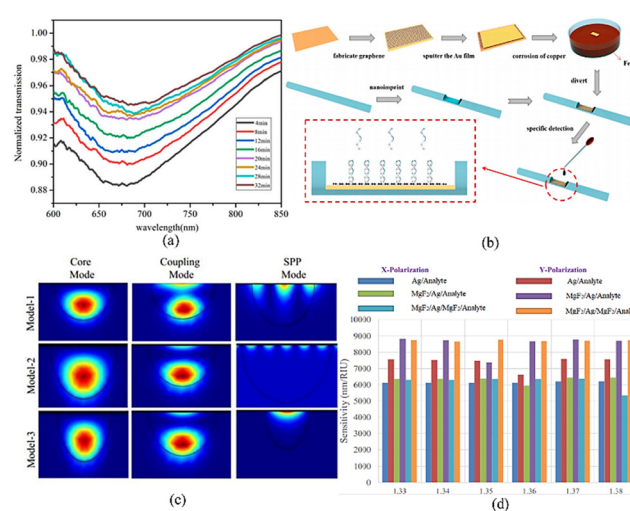 (a)
Normalized transmission
1.00
0.98
0.96
0.94
0.92
0.90
0.88
600
650
700
750
800
850
wavelength(nm)
4min
8min
12min
16min
20min
24min
28min
32min
(a)
fabricate graphene
sputter the Au film
corrosion of copper
Fe
divert
nanoimprint
specific detection
(b)
Core
Mode
Coupling
Mode
SPP
Mode
Model-1
Model-2
Model-3
(c)
X-Polarization
Y-Polarization
Ag/Analyte
Ag/Analyte
MgF₂/Ag/Analyte
MgF₂/Ag/Analyte
MgF₂/Ag/MgF₂/Analyte
MgF₂/Ag/MgF₂/Anal
Sensitivity (nm/RIU)
10000
9000
8000
7000
6000
5000
4000
3000
2000
1000
0
1.33
1.34
1.35
1.36
1.37
1.38
(d)